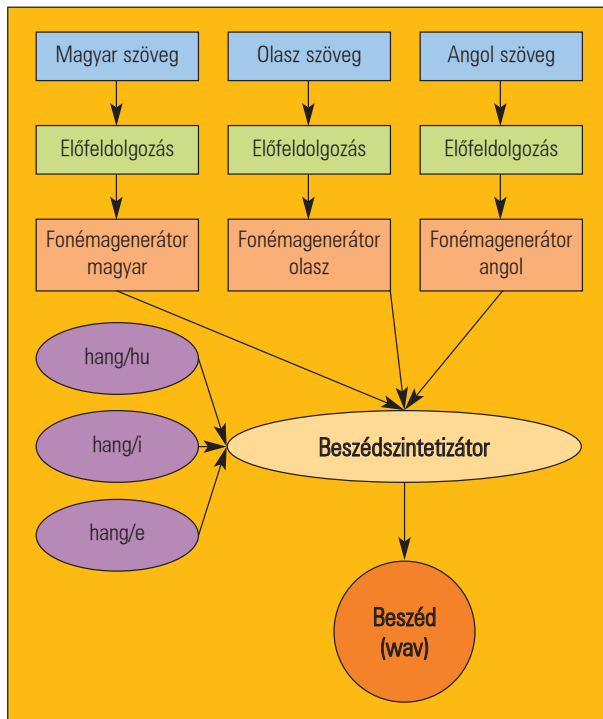 Magyar szöveg
Olasz szöveg
Angol szöveg
Előfeldolgozás
Előfeldolgozás
Előfeldolgozás
Fonémagenerátor
magyar
Fonémagenerátor
olasz
Fonémagenerátor
angol
hang/hu
hang/i
hang/e
Beszédszintetizátor
Beszéd
(wav)